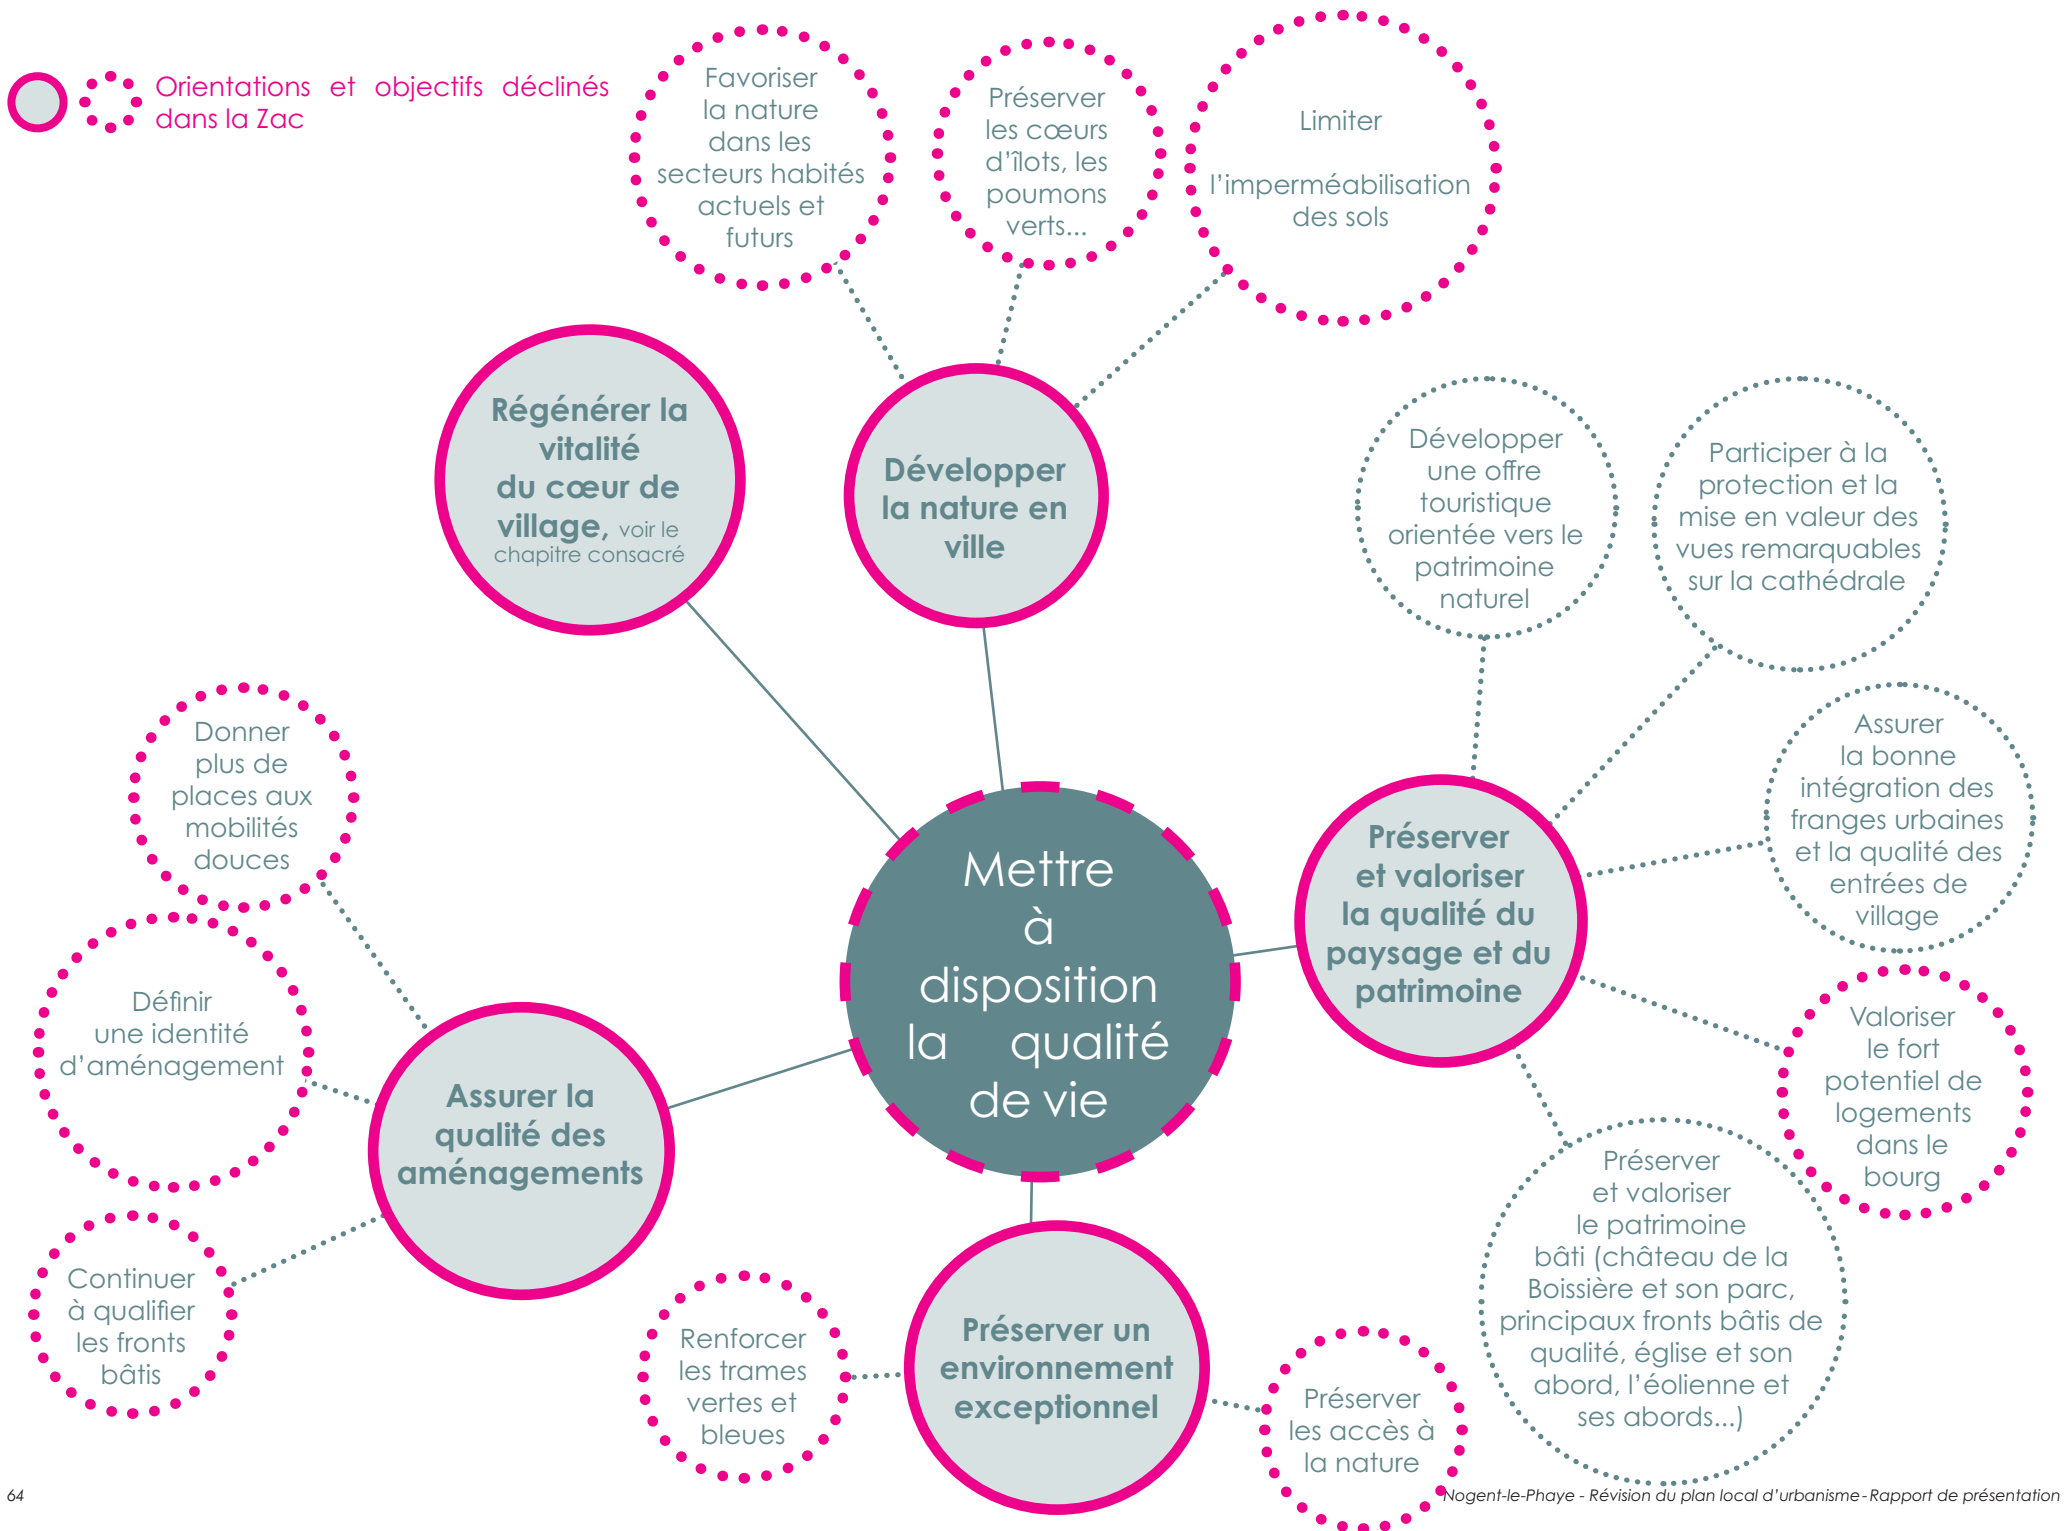 Orientations et objectifs déclinés
dans la Zac
Favoriser
la nature
dans les
secteurs habités
actuels et
futurs
Préserver
les cœurs
d'îlots, les
poumons
verts...
Limiter
l'imperméabilisation
des sols
Régénérer la
vitalité
du cœur de
village, voir le
chapitre consacré
Développer
la nature en
ville
Développer
une offre
touristique
orientée vers le
patrimoine
naturel
Participer à la
protection et la
mise en valeur des
vues remarquables
sur la cathédrale
Donner
plus de
places aux
mobilités
douces
Assurer
la bonne
intégration des
franges urbaines
et la qualité des
entrées de
village
Mettre
à
disposition
la qualité
de vie
Préserver
et valoriser
la qualité du
paysage et du
patrimoine
Définir
une identité
d'aménagement
Assurer la
qualité des
aménagements
Valoriser
le fort
potentiel de
logements
dans le
bourg
Préserver
et valoriser
le patrimoine
bâti (château de la
Boissière et son parc,
principaux fronts bâtis de
qualité, église et son
abord, l'éolienne et
ses abords...)
Continuer
à qualifier
les fronts
bâtis
Renforcer
les trames
vertes et
bleues
Préserver un
environnement
exceptionnel
Préserver
les accès à
la nature
64
Nogent-le-Phaye - Révision du plan local d'urbanisme - Rapport de présentation